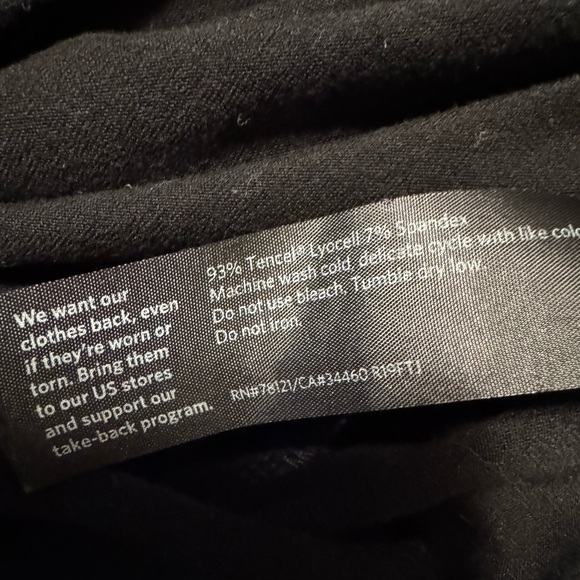 We want our
clothes back, even
if they're worn or
torn. Bring them
to our US stores
and support our
take-back program.
93% Tencel® Lyocell 7% Spandex
Machine wash cold, delicate cycle with like
Do not use bleach. Tumble dry low.
Do not iron.
RN#78121/CA#34460 R19FTJ